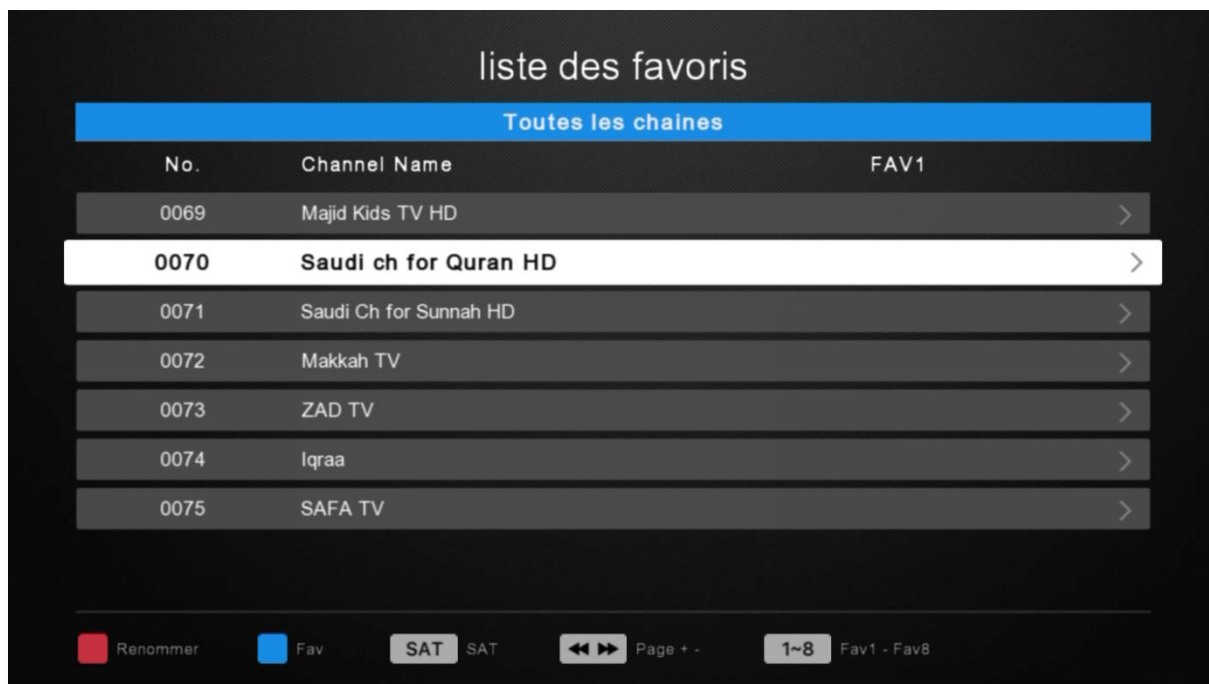 liste des favoris
Toutes les chaines
No. Channel Name FAV1
0069 Majid Kids TV HD
0070 Saudi ch for Quran HD
0071 Saudi Ch for Sunnah HD
0072 Makkah TV
0073 ZAD TV
0074 Iqraa
0075 SAFA TV
Renommer Fav SAT SAT Page + - 1~8 Fav1 - Fav8